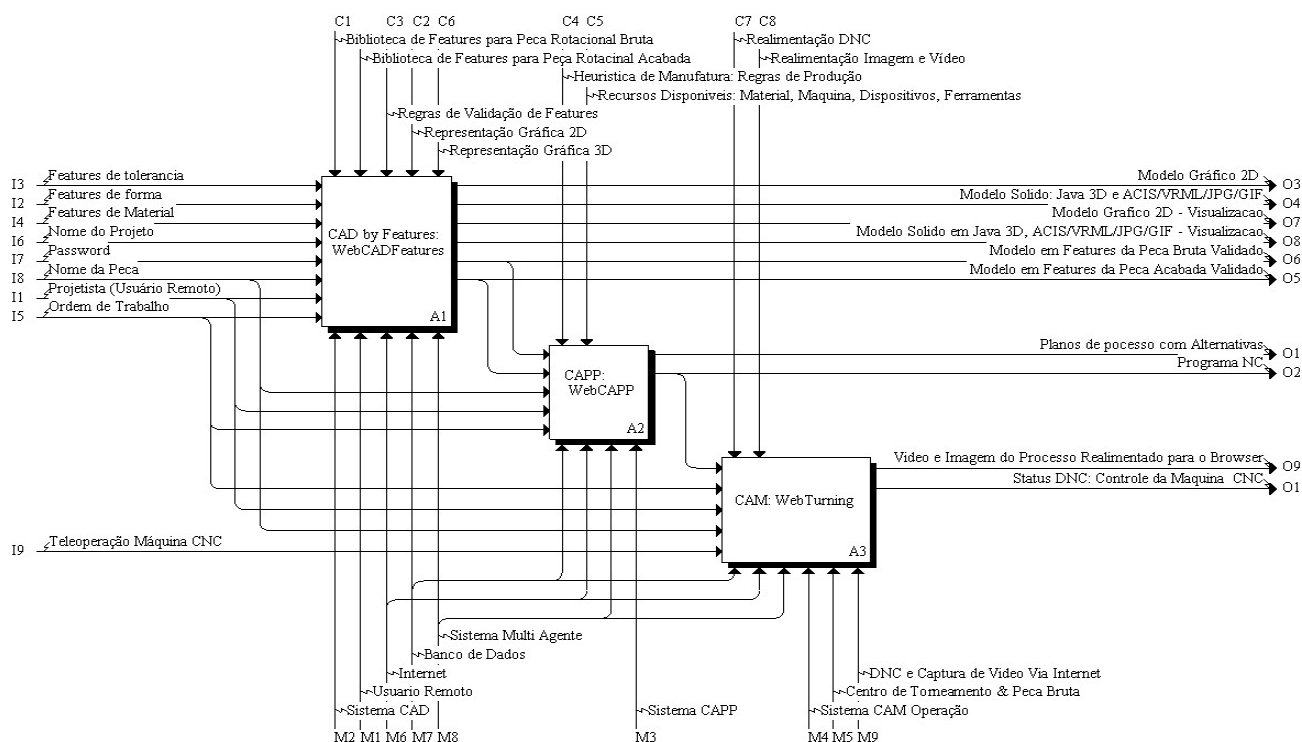 C1 C3 C2 C6 C4 C5 C7 C8
Biblioteca de Features para Peca Rotacional Bruta
Realimentação DNC
Biblioteca de Features para Peça Rotacinal Acabada
Realimentação Imagem e Vídeo
Heuristica de Manufatura: Regras de Produção
Recursos Disponiveis: Material, Maquina, Dispositivos, Ferramentas
Regras de Validação de Features
Representação Gráfica 2D
Representação Gráfica 3D
I3 Features de tolerancia
I2 Features de forma
I4 Features de Material
I6 Nome do Projeto
I7 Password
I8 Nome da Peca
I1 Projetista (Usuário Remoto)
I5 Ordem de Trabalho
CAD by Features:
WebCADFeatures
A1
Modelo Gráfico 2D O3
Modelo Solido: Java 3D e ACIS/VRML/JPG/GIF O4
Modelo Grafico 2D - Visualizacao O7
Modelo Solido em Java 3D, ACIS/VRML/JPG/GIF - Visualizacao O8
Modelo em Features da Peca Bruta Validado O6
Modelo em Features da Peca Acabada Validado O5
CAPP:
WebCAPP
A2
Planos de pocesso com Alternativas O1
Programa NC O2
CAM: WebTurning
A3
Video e Imagem do Processo Realimentado para o Browser O9
Status DNC: Controle da Maquina CNC O1
I9 Teleoperação Máquina CNC
Sistema Multi Agente
Banco de Dados
Internet
DNC e Captura de Video Via Internet
Usuario Remoto
Centro de Torneamento & Peca Bruta
Sistema CAD
Sistema CAPP
Sistema CAM Operação
M2 M1 M6 M7 M8 M3 M4 M5 M9